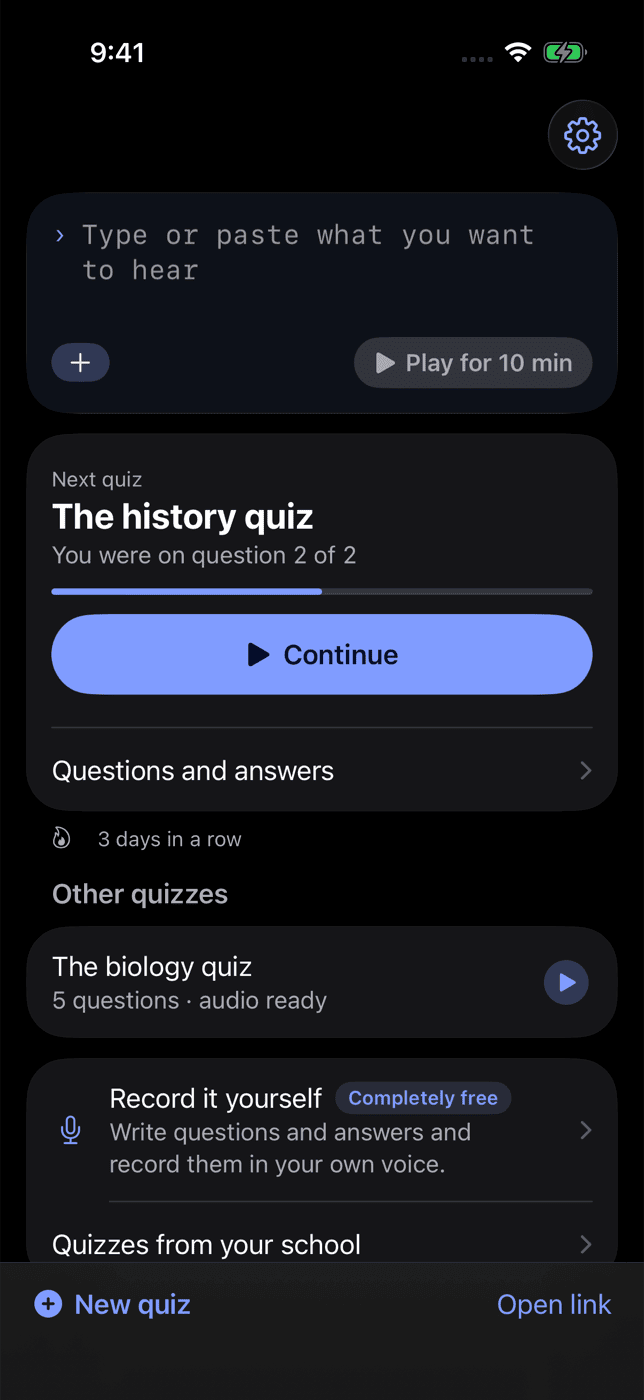 9:41
› Type or paste what you want
to hear
Play for 10 min
Next quiz
The history quiz
You were on question 2 of 2
Continue
Questions and answers
3 days in a row
Other quizzes
The biology quiz
5 questions · audio ready
Record it yourself Completely free
Write questions and answers and
record them in your own voice.
Quizzes from your school
New quiz Open link